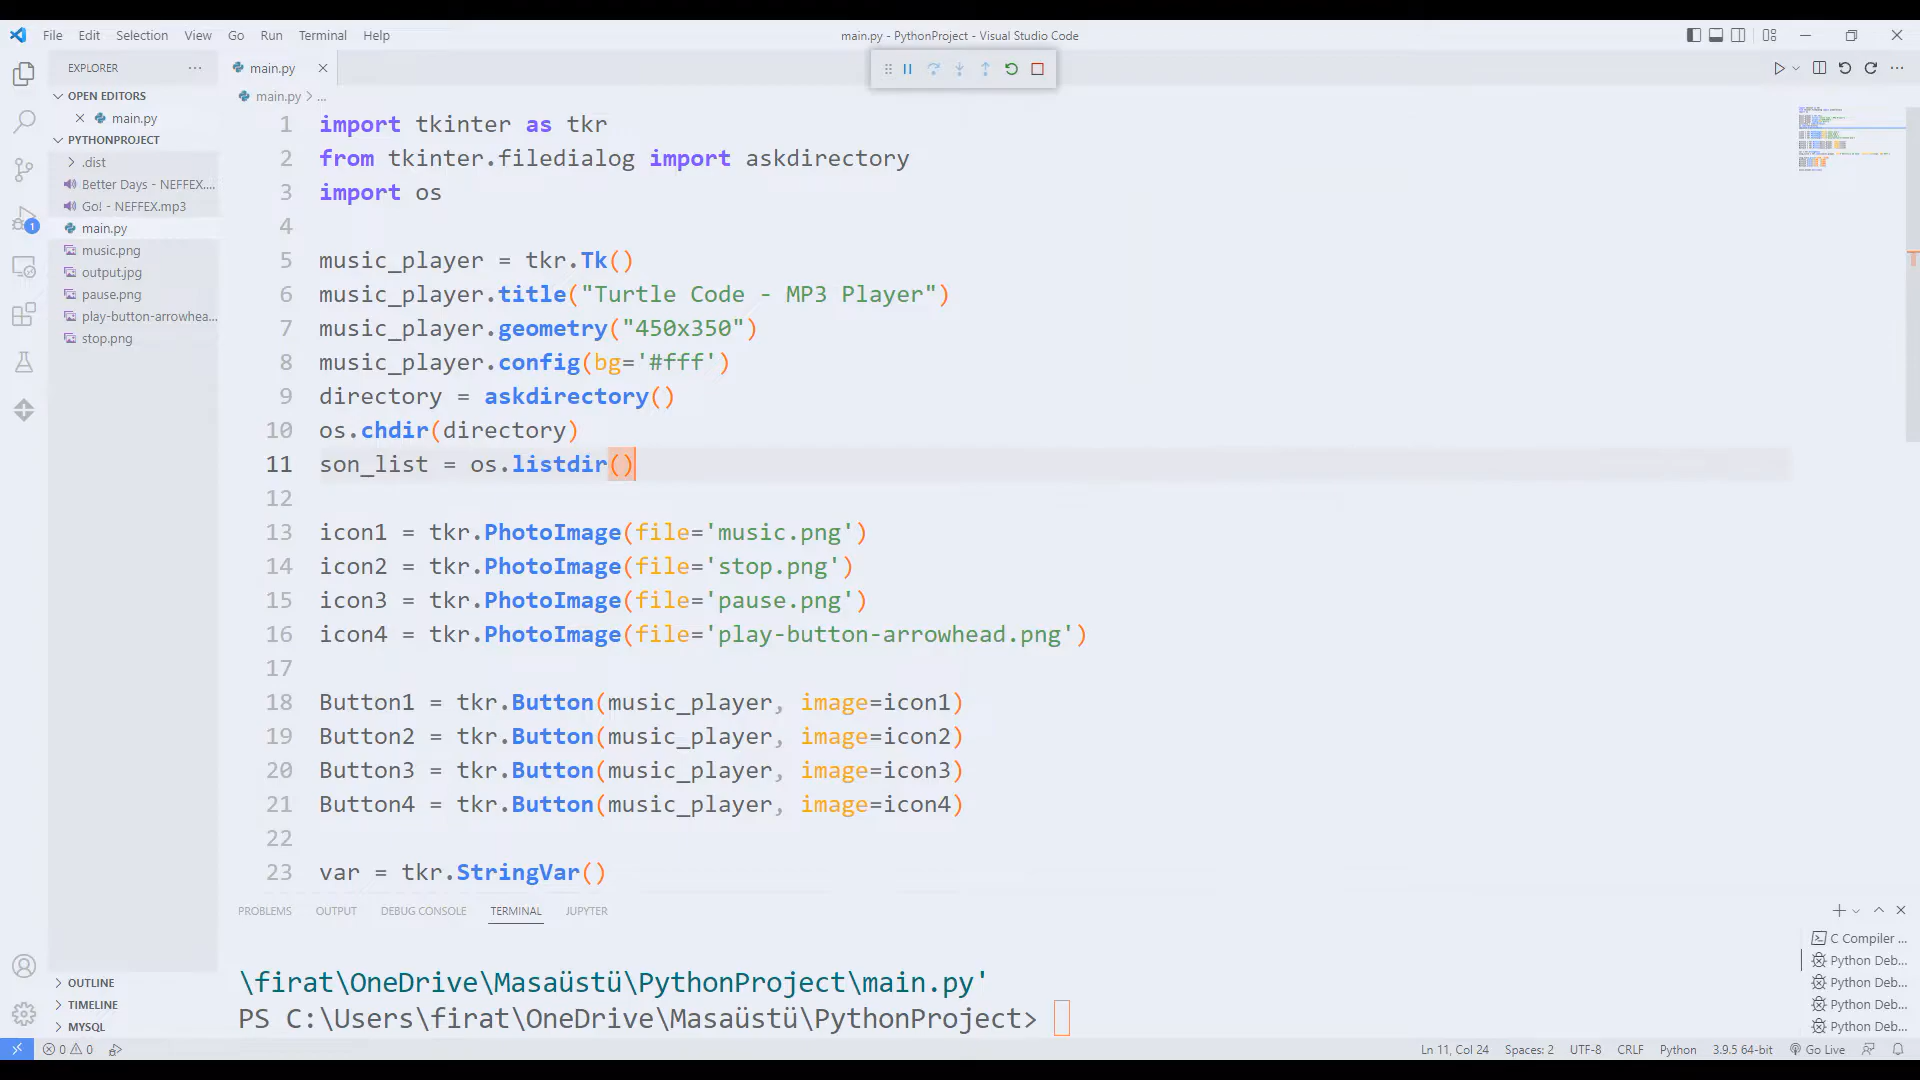 File Edit Selection View Go Run Terminal Help
main.py - PythonProject - Visual Studio Code
EXPLORER
main.py
OPEN EDITORS
main.py
PYTHONPROJECT
.dist
Better Days - NEFFEX....
Go! - NEFFEX.mp3
main.py
music.png
output.jpg
pause.png
play-button-arrowhea...
stop.png
OUTLINE
TIMELINE
MYSQL
1
main.py > ...
1 import tkinter as tkr
2 from tkinter.filedialog import askdirectory
3 import os
4
5 music_player = tkr.Tk()
6 music_player.title("Turtle Code - MP3 Player")
7 music_player.geometry("450x350")
8 music_player.config(bg='#fff')
9 directory = askdirectory()
10 os.chdir(directory)
11 son_list = os.listdir()
12
13 icon1 = tkr.PhotoImage(file='music.png')
14 icon2 = tkr.PhotoImage(file='stop.png')
15 icon3 = tkr.PhotoImage(file='pause.png')
16 icon4 = tkr.PhotoImage(file='play-button-arrowhead.png')
17
18 Button1 = tkr.Button(music_player, image=icon1)
19 Button2 = tkr.Button(music_player, image=icon2)
20 Button3 = tkr.Button(music_player, image=icon3)
21 Button4 = tkr.Button(music_player, image=icon4)
22
23 var = tkr.StringVar()
PROBLEMS OUTPUT DEBUG CONSOLE TERMINAL JUPYTER
\firat\OneDrive\Masaüstü\PythonProject\main.py'
PS C:\Users\firat\OneDrive\Masaüstü\PythonProject>
C Compiler ...
Python Deb...
Python Deb...
Python Deb...
Python Deb...
0 0
Ln 11, Col 24 Spaces: 2 UTF-8 CRLF Python 3.9.5 64-bit Go Live